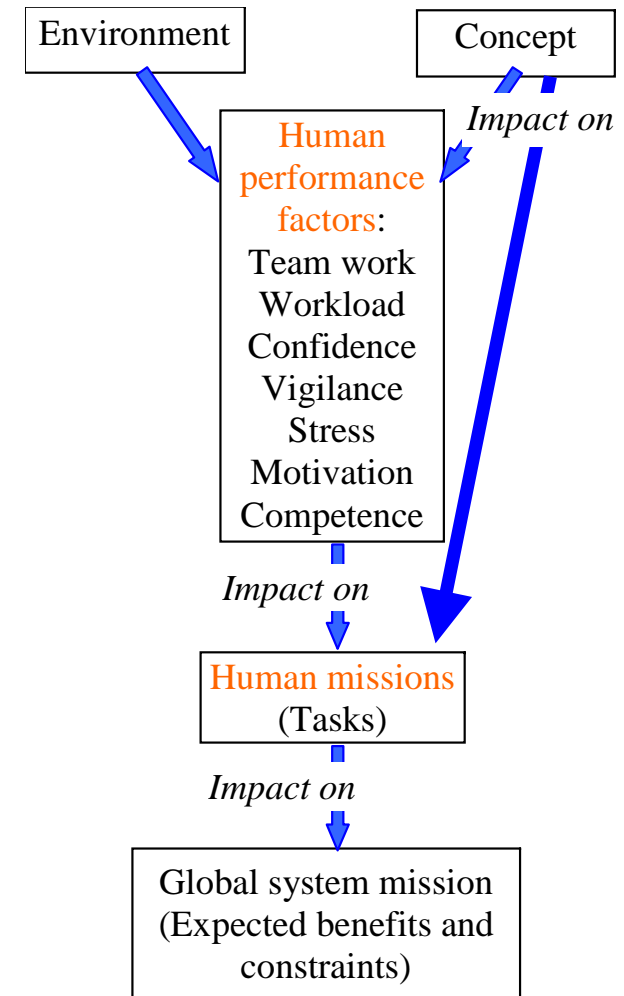 Environment
Concept
Impact on
Human
performance
factors:
Team work
Workload
Confidence
Vigilance
Stress
Motivation
Competence
Impact on
Human missions
(Tasks)
Impact on
Global system mission
(Expected benefits and
constraints)